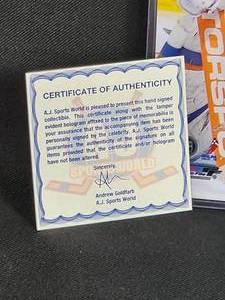 CERTIFICATE OF AUTHENTICITY
A.J. Sports World is pleased to present this hand signed
collectible. This certificate along with the tamper
evident hologram affixed to the piece of memorabilia is
your assurance that the accompanying item has been
personally signed by the celebrity. A.J. Sports World
guarantees the authenticity of the signature on all
items provided that the certificate and/or hologram
have not been altered.
Sincerely,
Andrew Goldfarb
A.J. Sports World
SPORTS WORLD
TORSP